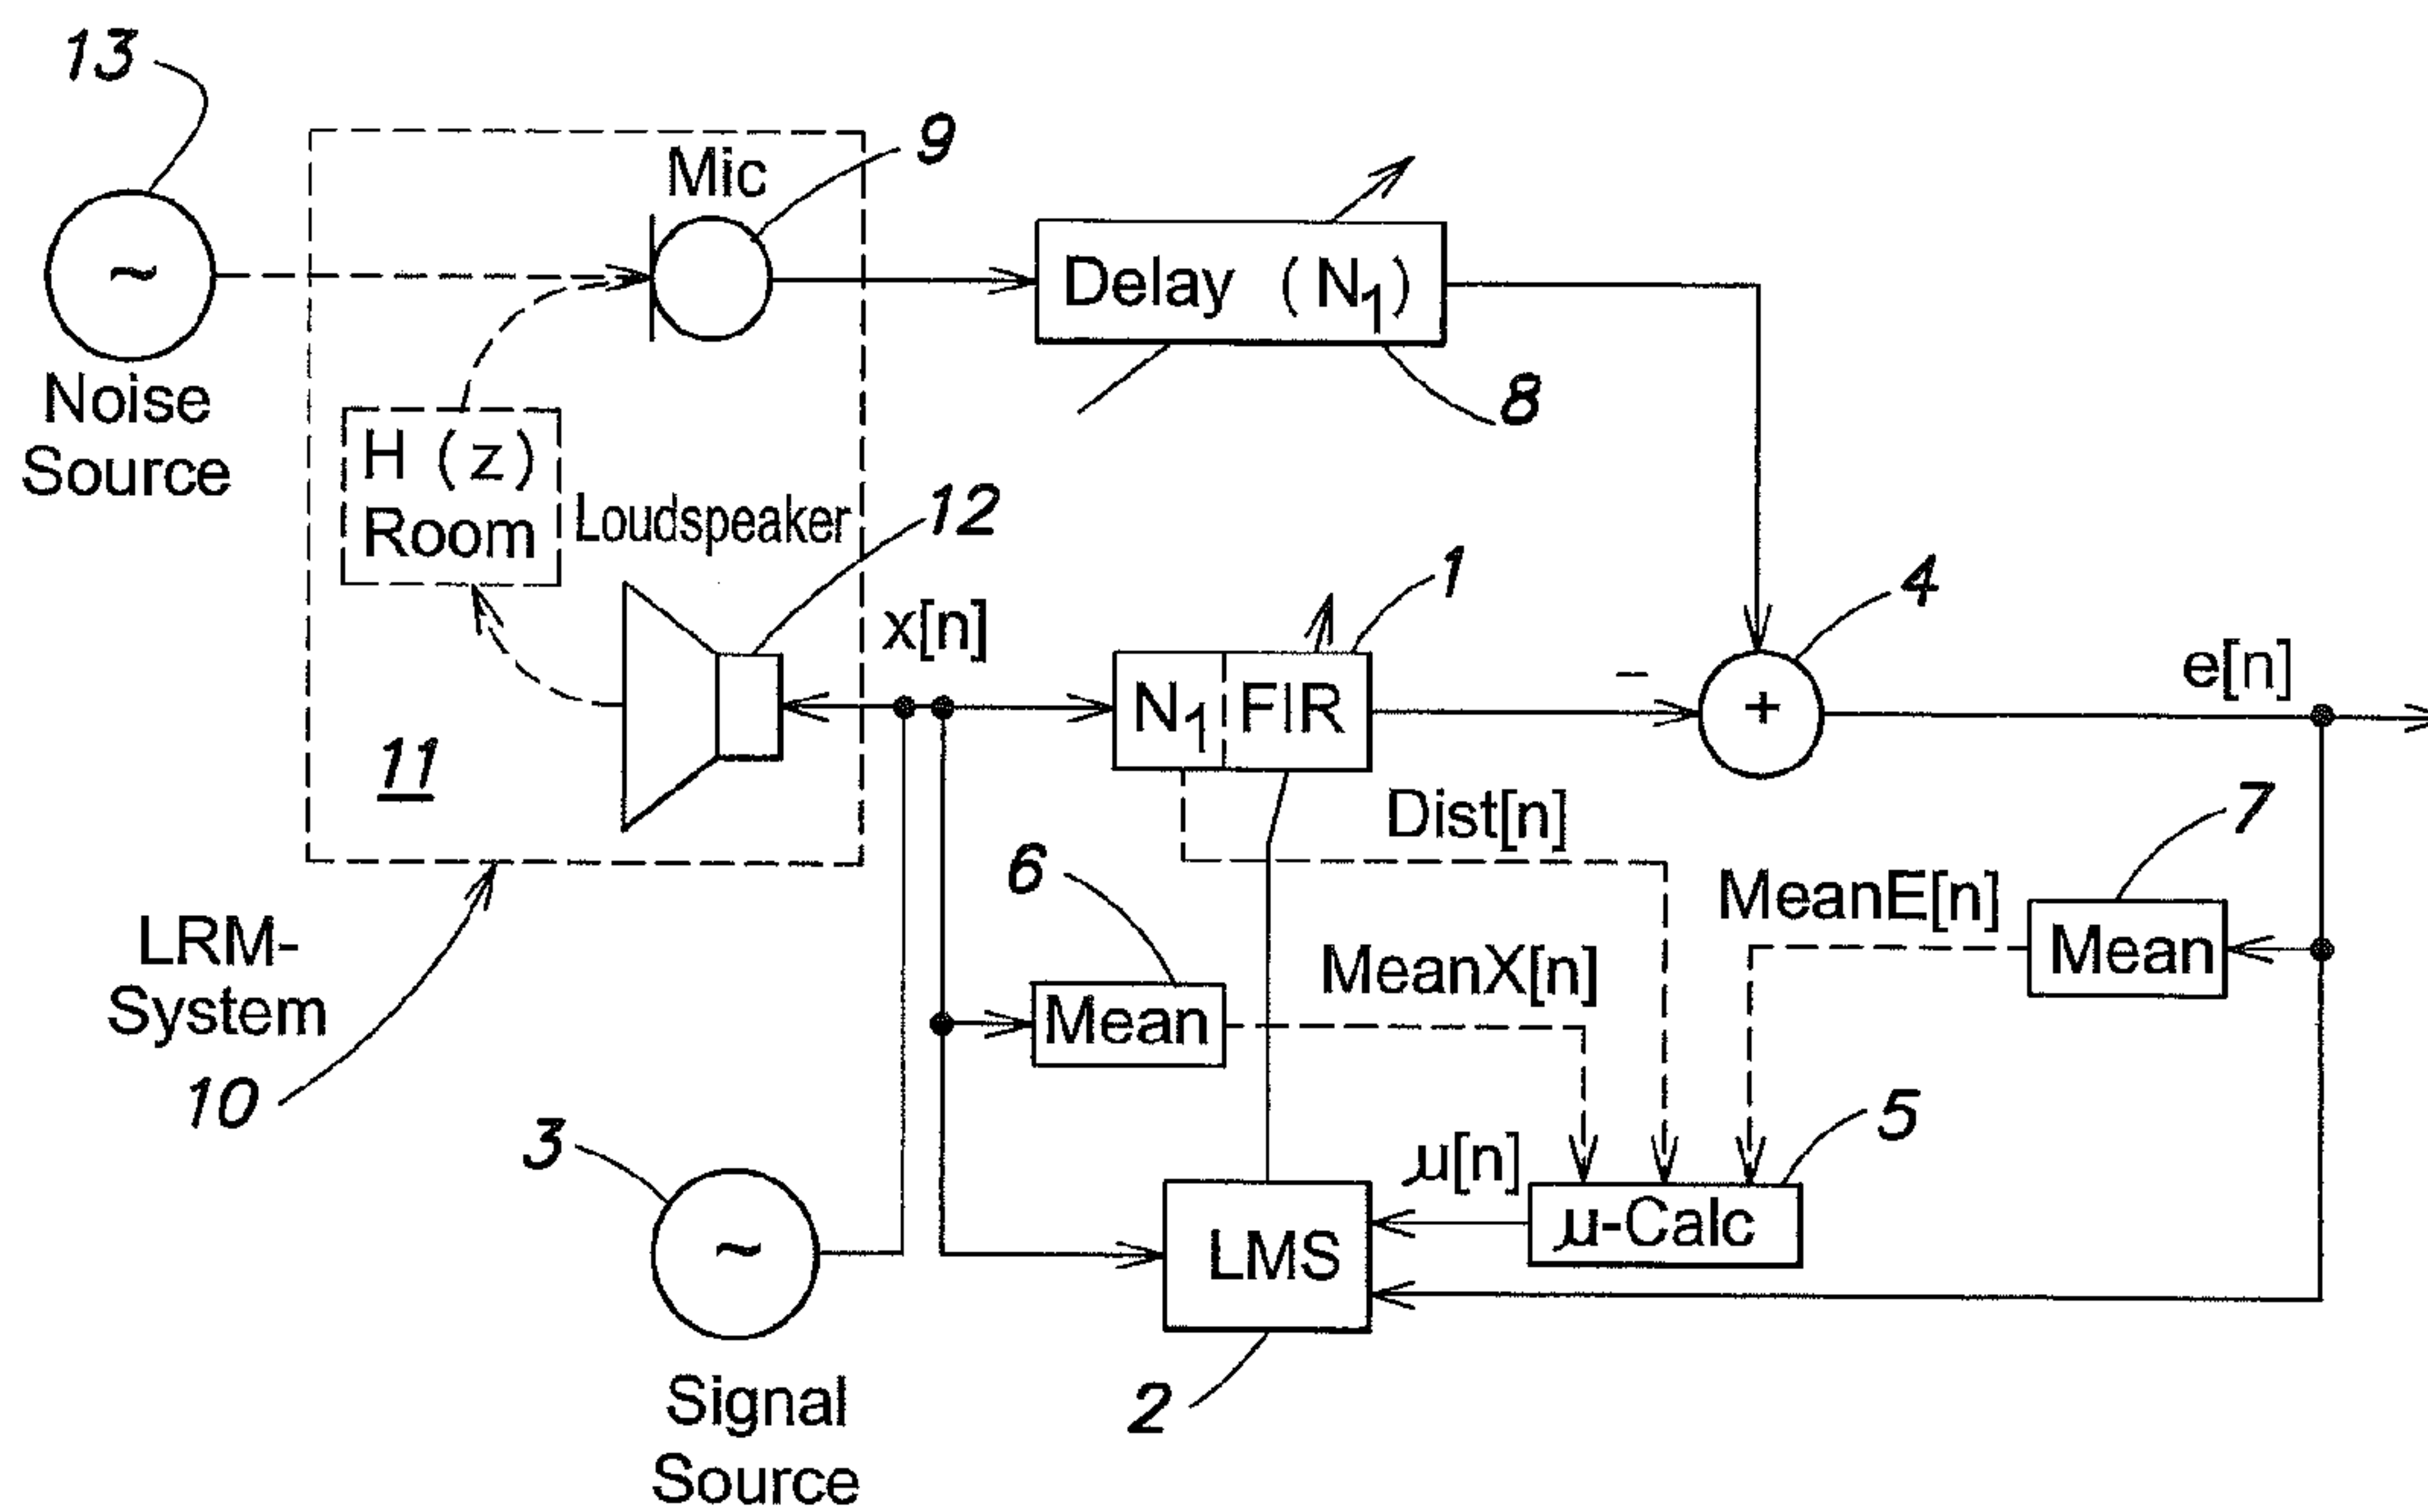 13
9
Mic
~
Delay (N1)
Noise
Source
8
H (z)
Room
12
Loudspeaker
1
4
x[n]
e[n]
−
N1 FIR
+
11
Dist[n]
7
6
MeanE[n]
Mean
LRM-
System
MeanX[n]
Mean
10
3
5
µ[n]
~
LMS
µ-Calc
2
Signal
Source